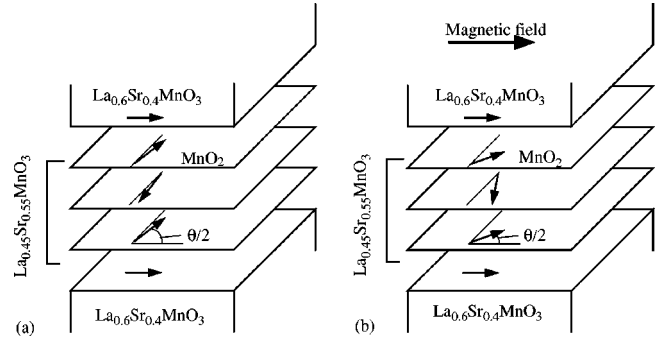 La0.6Sr0.4MnO3
MnO2
La0.45Sr0.55MnO3
θ/2
La0.6Sr0.4MnO3
(a)
Magnetic field
La0.6Sr0.4MnO3
MnO2
La0.45Sr0.55MnO3
θ/2
La0.6Sr0.4MnO3
(b)